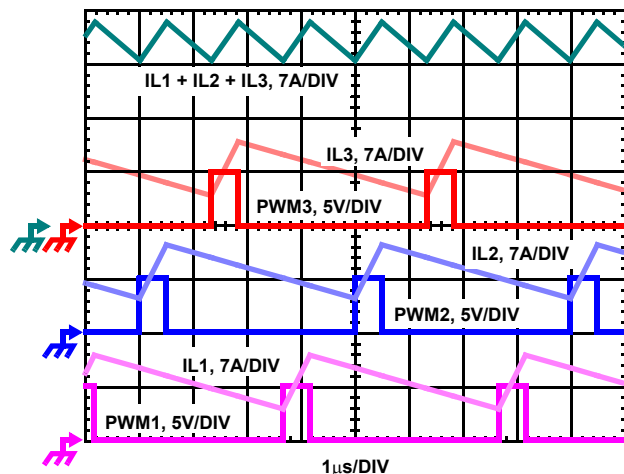 IL1 + IL2 + IL3, 7A/DIV
IL3, 7A/DIV
PWM3, 5V/DIV
IL2, 7A/DIV
PWM2, 5V/DIV
IL1, 7A/DIV
PWM1, 5V/DIV
1μs/DIV